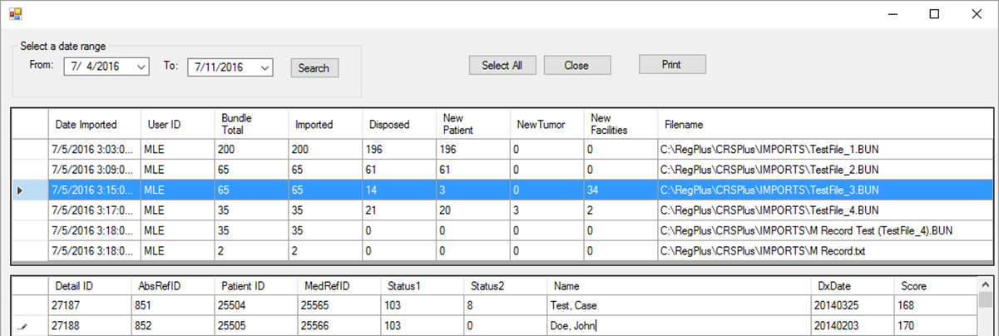 Select a date range
From: 7/ 4/2016 To: 7/11/2016 Search Select All Close Print
Date Imported User ID Bundle Total Imported Disposed New Patient NewTumor New Facilities Filename
7/5/2016 3:03:0... MLE 200 200 196 196 0 0 C:\RegPlus\CRSPlus\IMPORTS\TestFile_1.BUN
7/5/2016 3:09:0... MLE 65 65 61 61 0 0 C:\RegPlus\CRSPlus\IMPORTS\TestFile_2.BUN
7/5/2016 3:15:0... MLE 65 65 14 3 0 34 C:\RegPlus\CRSPlus\IMPORTS\TestFile_3.BUN
7/5/2016 3:17:0... MLE 35 35 21 20 3 2 C:\RegPlus\CRSPlus\IMPORTS\TestFile_4.BUN
7/5/2016 3:18:0... MLE 35 35 0 0 0 0 C:\RegPlus\CRSPlus\IMPORTS\M Record Test (TestFile_4).BUN
7/5/2016 3:18:0... MLE 2 2 0 0 0 0 C:\RegPlus\CRSPlus\IMPORTS\M Record.txt
Detail ID AbsRefID Patient ID MedRefID Status1 Status2 Name DxDate Score
27187 851 25504 25565 103 8 Test, Case 20140325 168
27188 852 25505 25566 103 0 Doe, John 20140203 170